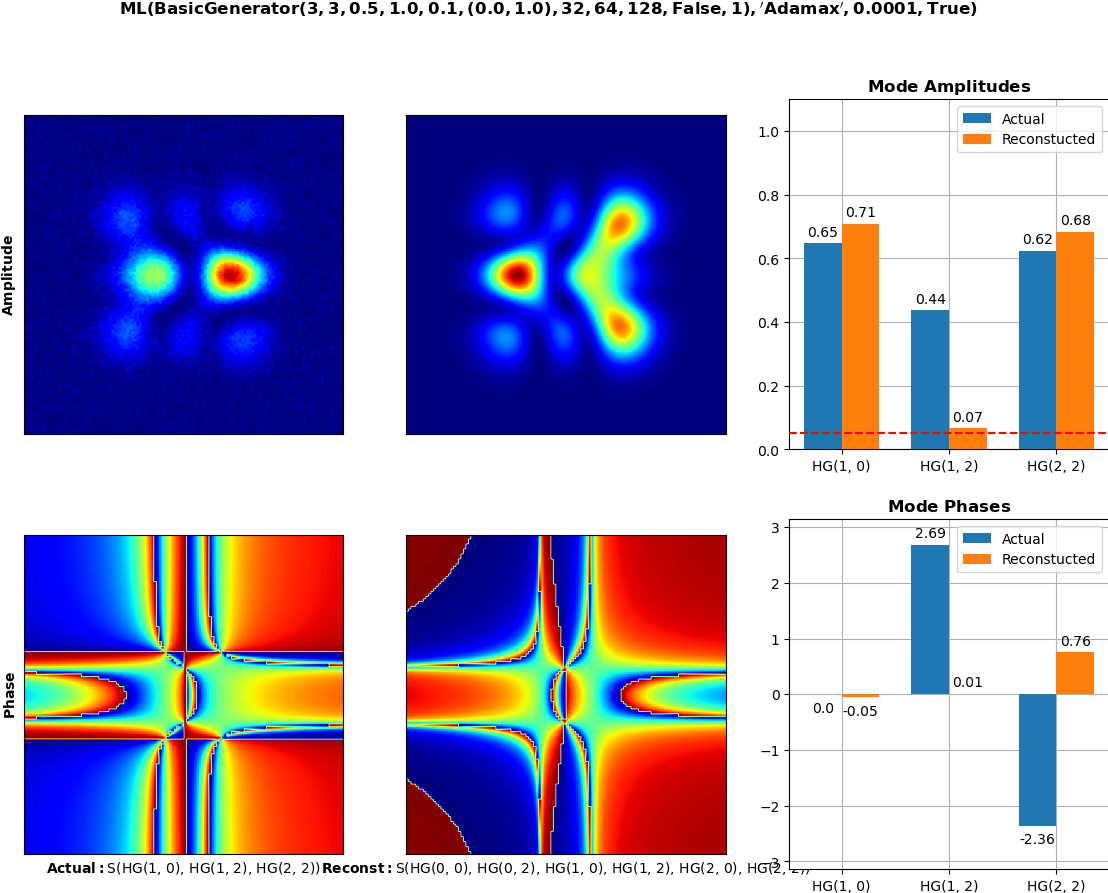 ML(BasicGenerator(3, 3, 0.5, 1.0, 0.1, (0.0, 1.0), 32, 64, 128, False, 1), ′Adamax′, 0.0001, True)
Amplitude
Mode Amplitudes
Actual
Reconstucted
1.0
0.8
0.6
0.4
0.2
0.0
0.65
0.71
0.44
0.07
0.62
0.68
HG(1, 0)
HG(1, 2)
HG(2, 2)
Phase
Mode Phases
Actual
Reconstucted
3
2
1
0
−1
−2
−3
0.0
-0.05
2.69
0.01
-2.36
0.76
HG(1, 0)
HG(1, 2)
HG(2, 2)
Actual: S(HG(1, 0), HG(1, 2), HG(2, 2))
Reconst: S(HG(0, 0), HG(0, 2), HG(1, 0), HG(1, 2), HG(2, 0), HG(2, 2))